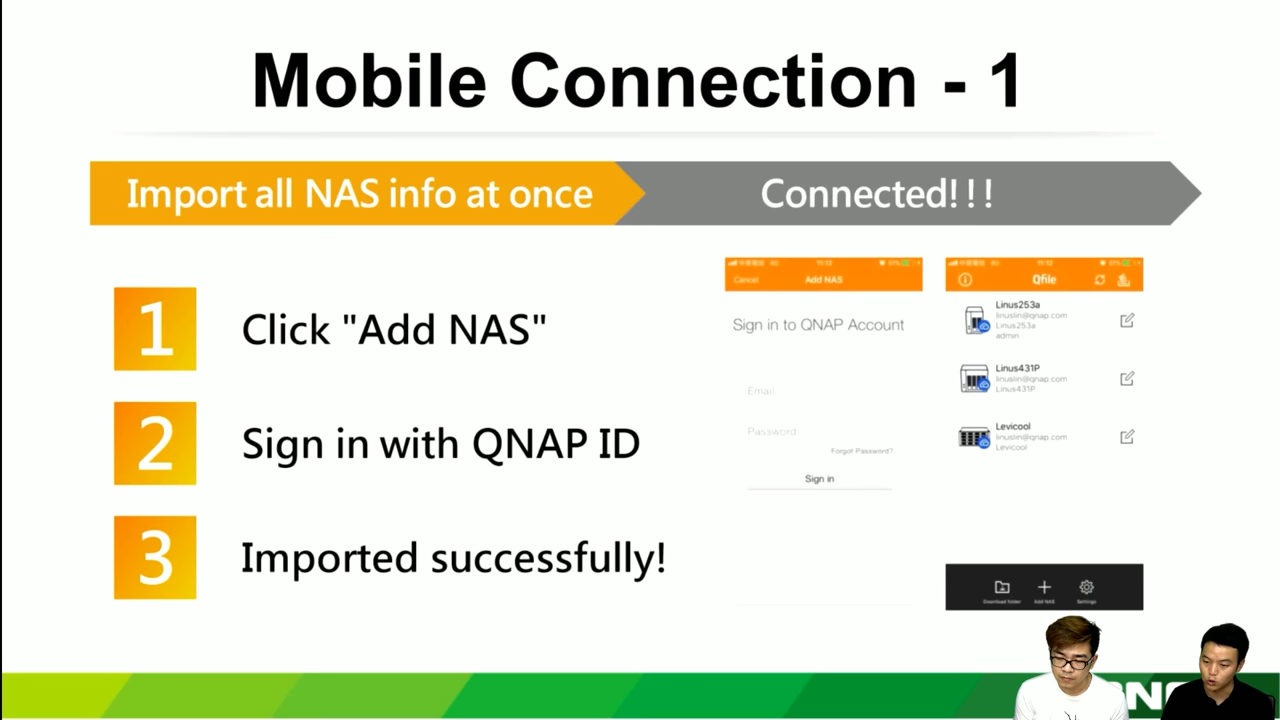 Mobile Connection - 1
Import all NAS info at once
Connected!!!
1
Click "Add NAS"
2
Sign in with QNAP ID
3
Imported successfully!
Cancel
Add NAS
Sign in to QNAP Account
Email
Password
Forgot Password?
Sign in
Qfile
Linus253a
linuslin@qnap.com
Linus253a
admin
Linus431P
linuslin@qnap.com
Linus431P
Levicool
linuslin@qnap.com
Levicool
Download folder
Add NAS
Settings